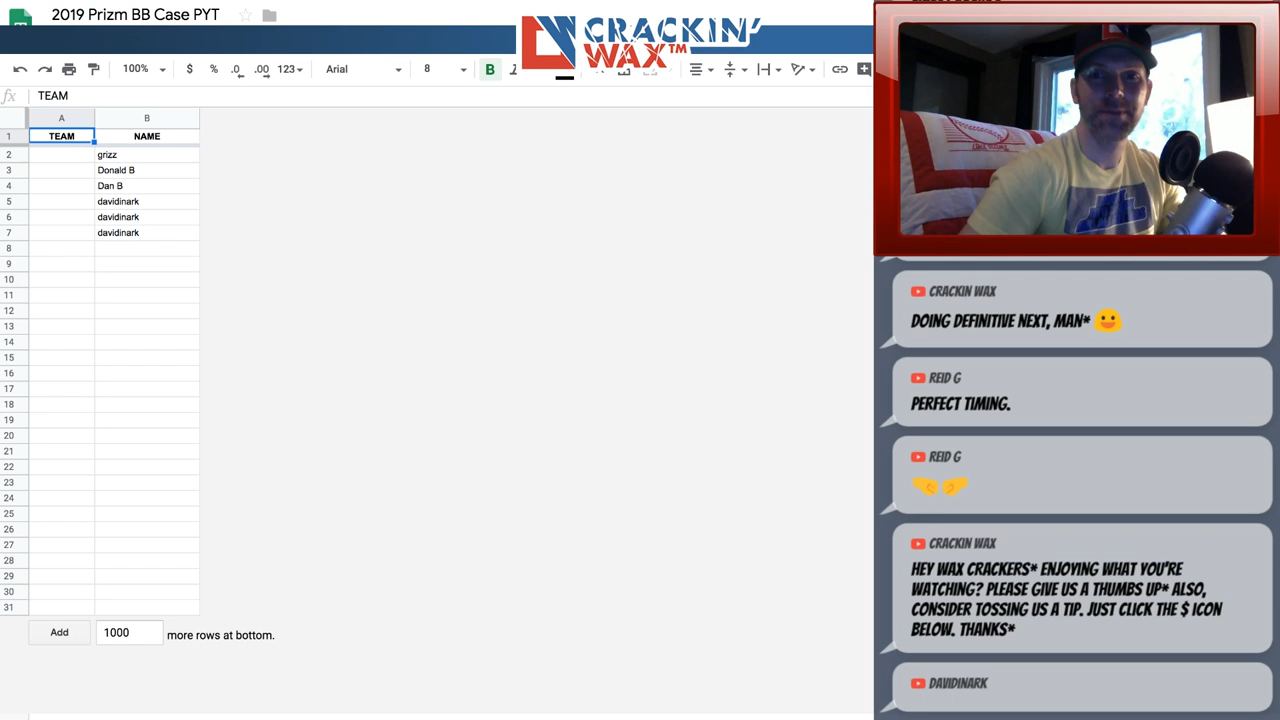 2019 Prizm BB Case PYT
CRACKIN'
WAX™
100%
$
%
.0
.00
123
Arial
8
B
fx
TEAM
A
B
1
TEAM
NAME
2
grizz
3
Donald B
4
Dan B
5
davidinark
6
davidinark
7
davidinark
8
9
10
11
12
13
14
15
16
17
18
19
20
21
22
23
24
25
26
27
28
29
30
31
Add
1000
more rows at bottom.
CRACKIN WAX
DOING DEFINITIVE NEXT, MAN* 😀
REID G
PERFECT TIMING.
REID G
CRACKIN WAX
HEY WAX CRACKERS* ENJOYING WHAT YOU'RE
WATCHING? PLEASE GIVE US A THUMBS UP* ALSO,
CONSIDER TOSSING US A TIP. JUST CLICK THE $ ICON
BELOW. THANKS*
DAVIDINARK